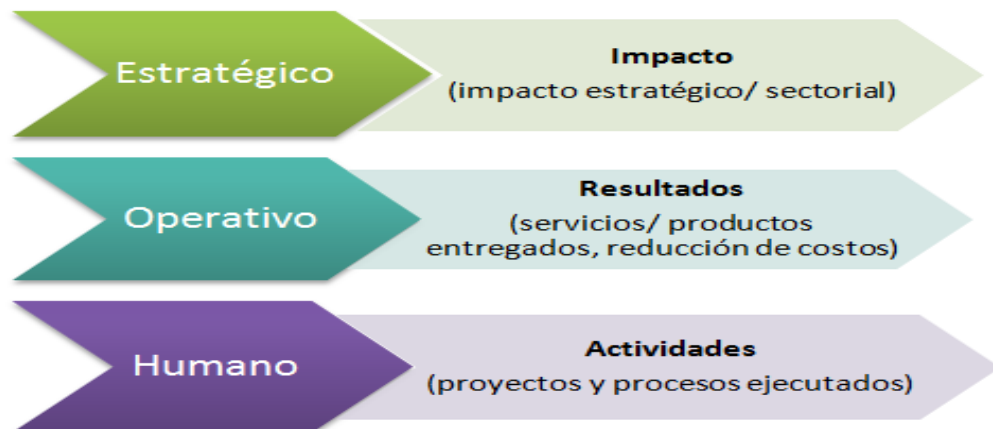 Estratégico
Impacto
(impacto estratégico/ sectorial)
Operativo
Resultados
(servicios/ productos
entregados, reducción de costos)
Humano
Actividades
(proyectos y procesos ejecutados)